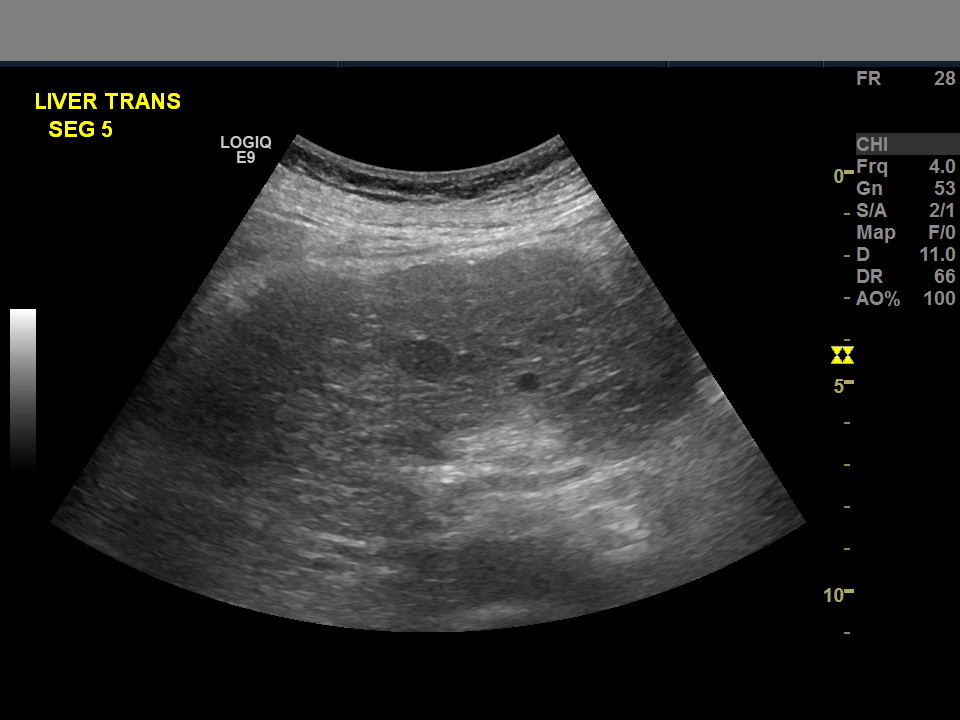 LIVER TRANS
SEG 5
LOGIQ
E9
FR 28
CHI
Frq 4.0
Gn 53
S/A 2/1
Map F/0
D 11.0
DR 66
AO% 100
0
5
10